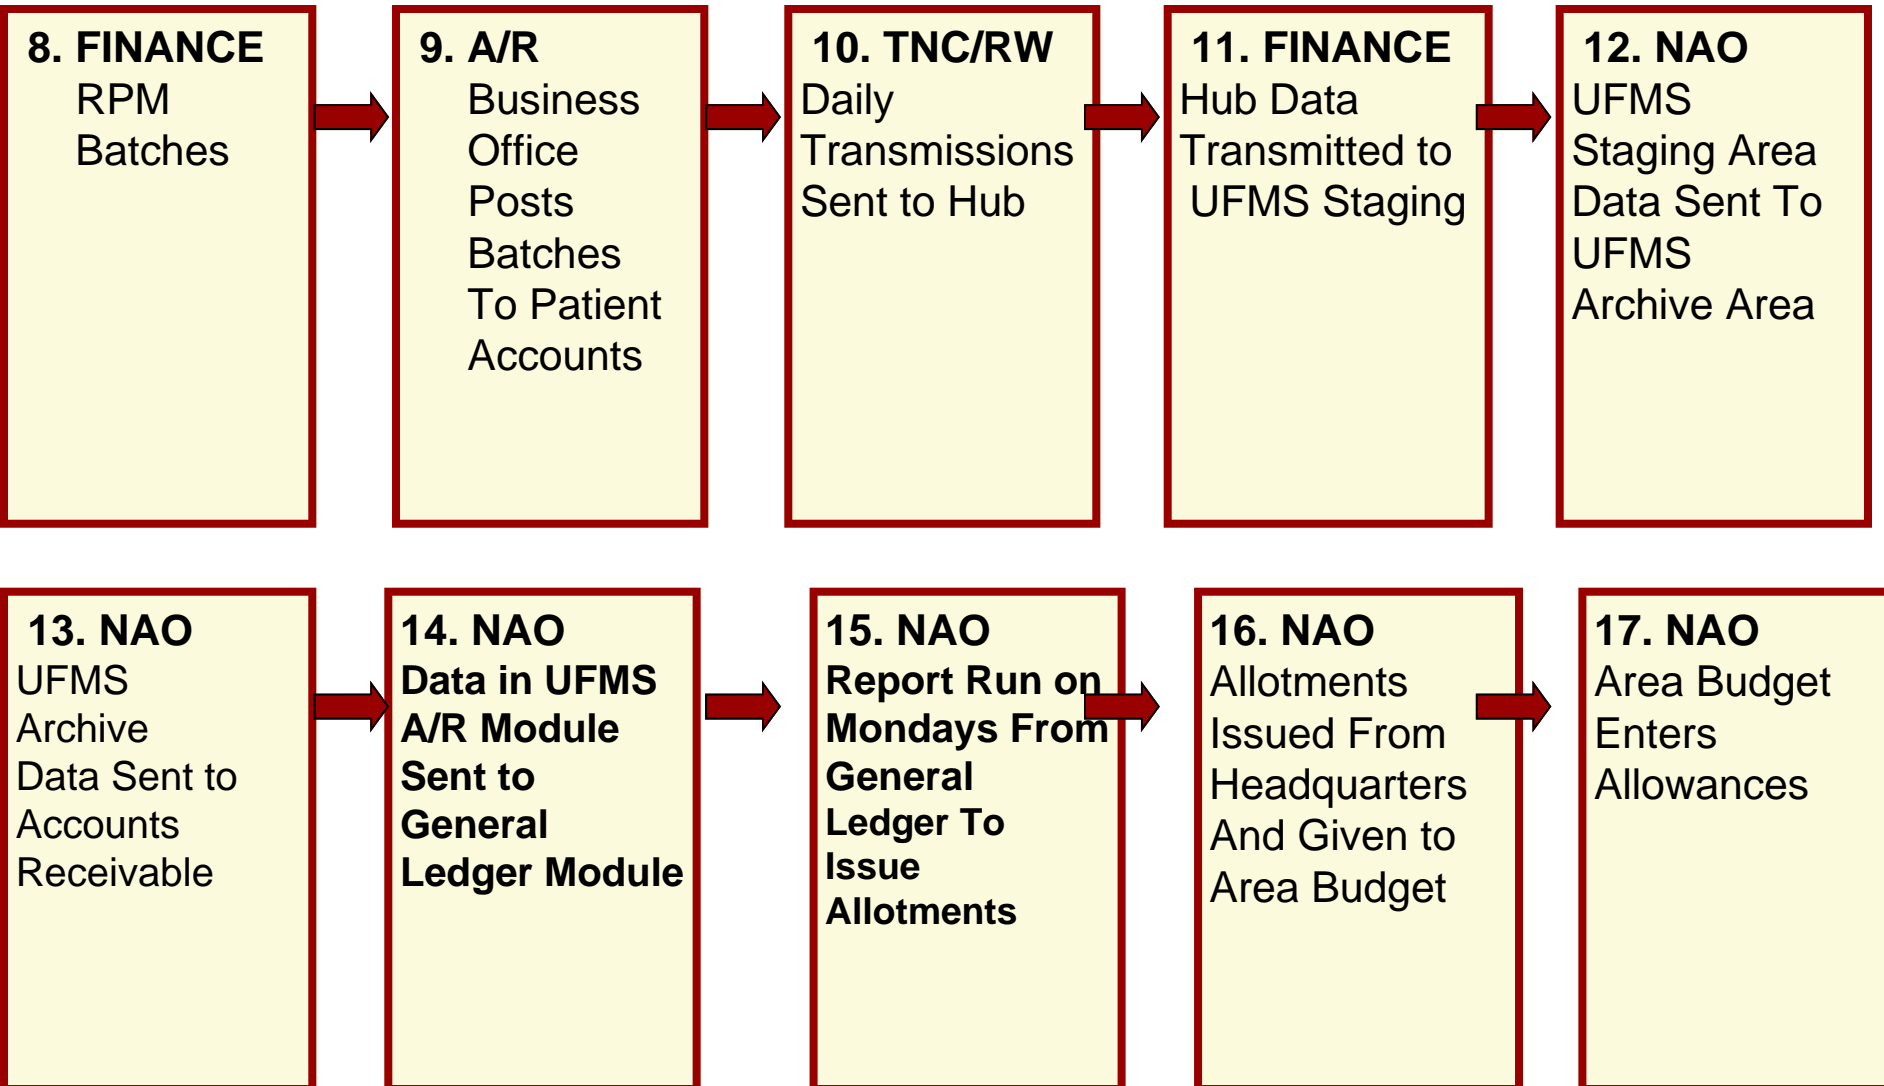 8. FINANCE
RPM
Batches
9. A/R
Business
Office
Posts
Batches
To Patient
Accounts
10. TNC/RW
Daily
Transmissions
Sent to Hub
11. FINANCE
Hub Data
Transmitted to
UFMS Staging
12. NAO
UFMS
Staging Area
Data Sent To
UFMS
Archive Area
13. NAO
UFMS
Archive
Data Sent to
Accounts
Receivable
14. NAO
Data in UFMS
A/R Module
Sent to
General
Ledger Module
15. NAO
Report Run on
Mondays From
General
Ledger To
Issue
Allotments
16. NAO
Allotments
Issued From
Headquarters
And Given to
Area Budget
17. NAO
Area Budget
Enters
Allowances